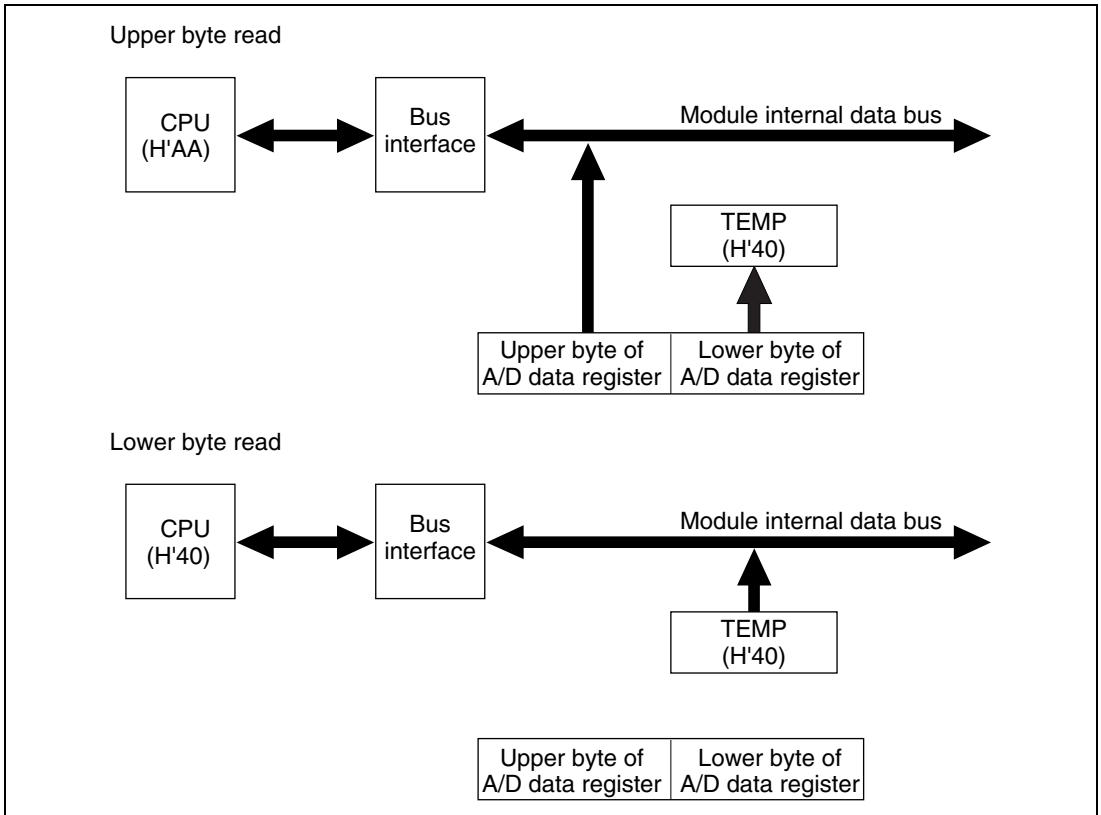 Upper byte read
CPU
(H'AA)
Bus
interface
Module internal data bus
TEMP
(H'40)
Upper byte of
A/D data register
Lower byte of
A/D data register
Lower byte read
CPU
(H'40)
Bus
interface
Module internal data bus
TEMP
(H'40)
Upper byte of
A/D data register
Lower byte of
A/D data register